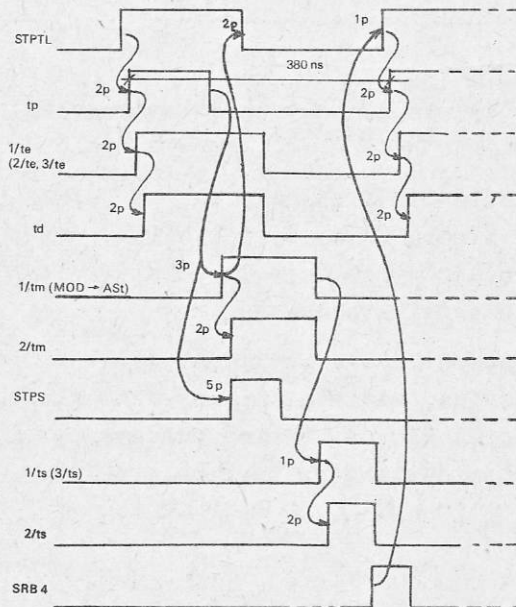 2p 1p
STPTL
380 ns
2p 2p
tp
1/te
(2/te, 3/te
2p 2p
2p 2p
td
3p
1/tm (MOD → ASt)
2p
2/tm
5p
STPS
1p
1/ts (3/ts)
2p
2/ts
SRB 4